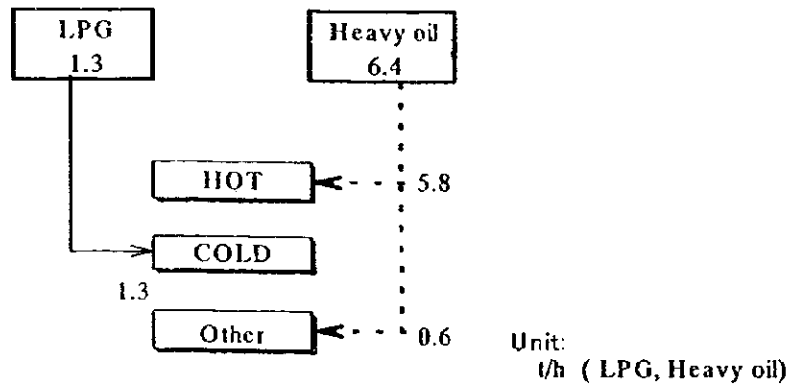 LPG
1.3
Heavy oil
6.4
HOT
5.8
COLD
1.3
Other
0.6
Unit:
t/h ( LPG, Heavy oil)